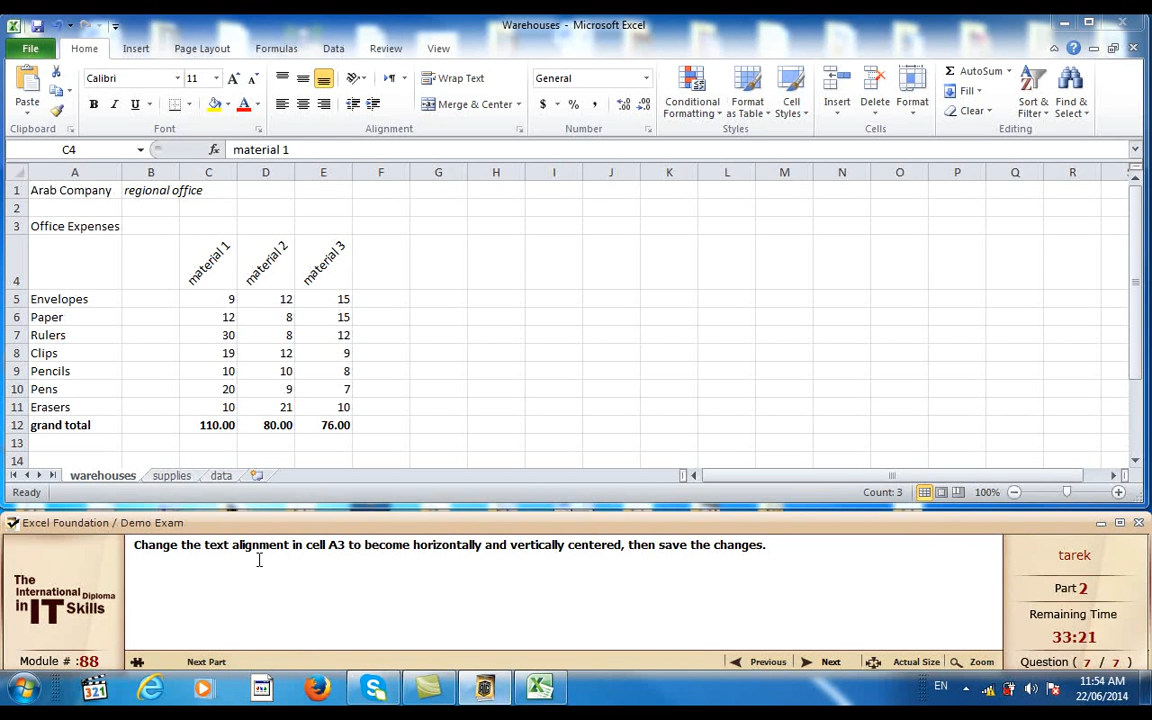 Warehouses - Microsoft Excel
File Home Insert Page Layout Formulas Data Review View
Calibri 11 Wrap Text General AutoSum
Fill
Paste B I U Merge & Center $ % , Conditional Formatting Format as Table Cell Styles Insert Delete Format Clear Sort & Filter Find & Select
Clipboard Font Alignment Number Styles Cells Editing
C4 fx material 1
A B C D E F G H I J K L M N O P Q R
1 Arab Company regional office
2
3 Office Expenses
4 material 1 material 2 material 3
5 Envelopes 9 12 15
6 Paper 12 8 15
7 Rulers 30 8 12
8 Clips 19 12 9
9 Pencils 10 10 8
10 Pens 20 9 7
11 Erasers 10 21 10
12 grand total 110.00 80.00 76.00
13
14
warehouses supplies data
Ready Count: 3 100%
Excel Foundation / Demo Exam
Change the text alignment in cell A3 to become horizontally and vertically centered, then save the changes.
The International Diploma in IT Skills
Module # :88
tarek
Part 2
Remaining Time
33:21
Question ( 7 / 7 )
Next Part Previous Next Actual Size Zoom
321
EN 11:54 AM
22/06/2014